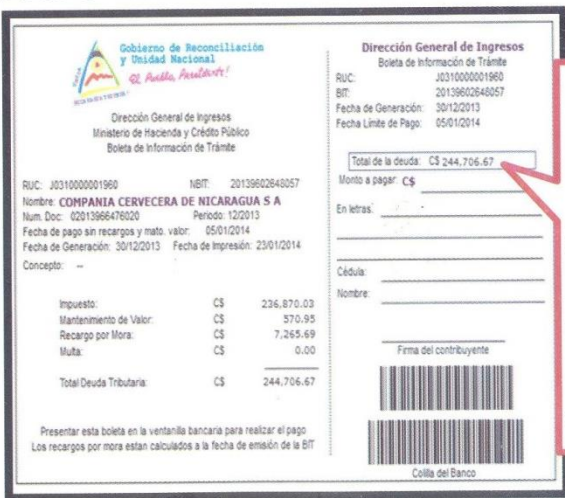 Gobierno de Reconciliación
y Unidad Nacional
El Pueblo, Presidente!
Dirección General de Ingresos
Ministerio de Hacienda y Crédito Público
Boleta de Información de Trámite
RUC: J0310000001960 NBIT: 20139602648057
Nombre: COMPANIA CERVECERA DE NICARAGUA S A
Num. Doc: 02013966476020 Periodo: 12/2013
Fecha de pago sin recargos y mato. valor: 05/01/2014
Fecha de Generación: 30/12/2013 Fecha de Impresión: 23/01/2014
Concepto: --
Impuesto: C$ 236,870.03
Mantenimiento de Valor: C$ 570.95
Recargo por Mora: C$ 7,265.69
Multa: C$ 0.00
Total Deuda Tributaria: C$ 244,706.67
Presentar esta boleta en la ventanilla bancaria para realizar el pago
Los recargos por mora estan calculados a la fecha de emisión de la BIT
Dirección General de Ingresos
Boleta de Información de Trámite
RUC: J0310000001960
BIT: 20139602648057
Fecha de Generación: 30/12/2013
Fecha Límite de Pago: 05/01/2014
Total de la deuda: C$ 244,706.67
Monto a pagar: C$
En letras:
Cédula:
Nombre:
Firma del contribuyente
Colilla del Banco